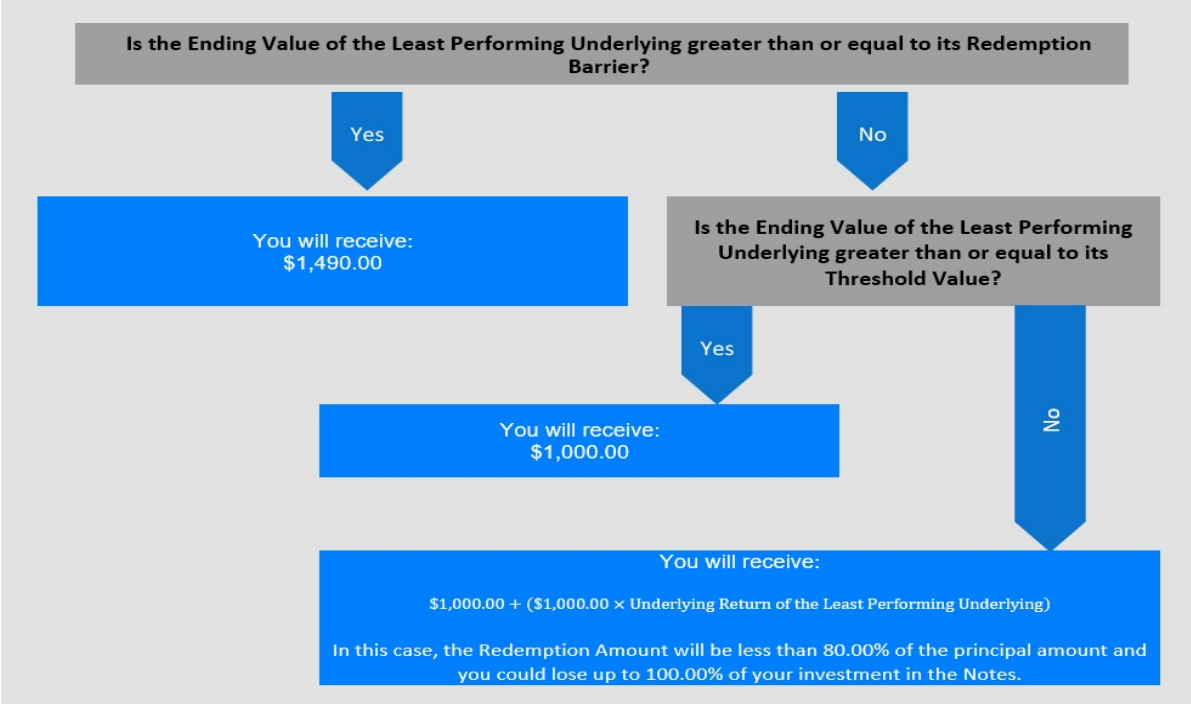 Is the Ending Value of the Least Performing Underlying greater than or equal to its Redemption
Barrier?
Yes
No
You will receive:
$1,490.00
Is the Ending Value of the Least Performing
Underlying greater than or equal to its
Threshold Value?
Yes
No
You will receive:
$1,000.00
You will receive:
$1,000.00 + ($1,000.00 × Underlying Return of the Least Performing Underlying)
In this case, the Redemption Amount will be less than 80.00% of the principal amount and
you could lose up to 100.00% of your investment in the Notes.